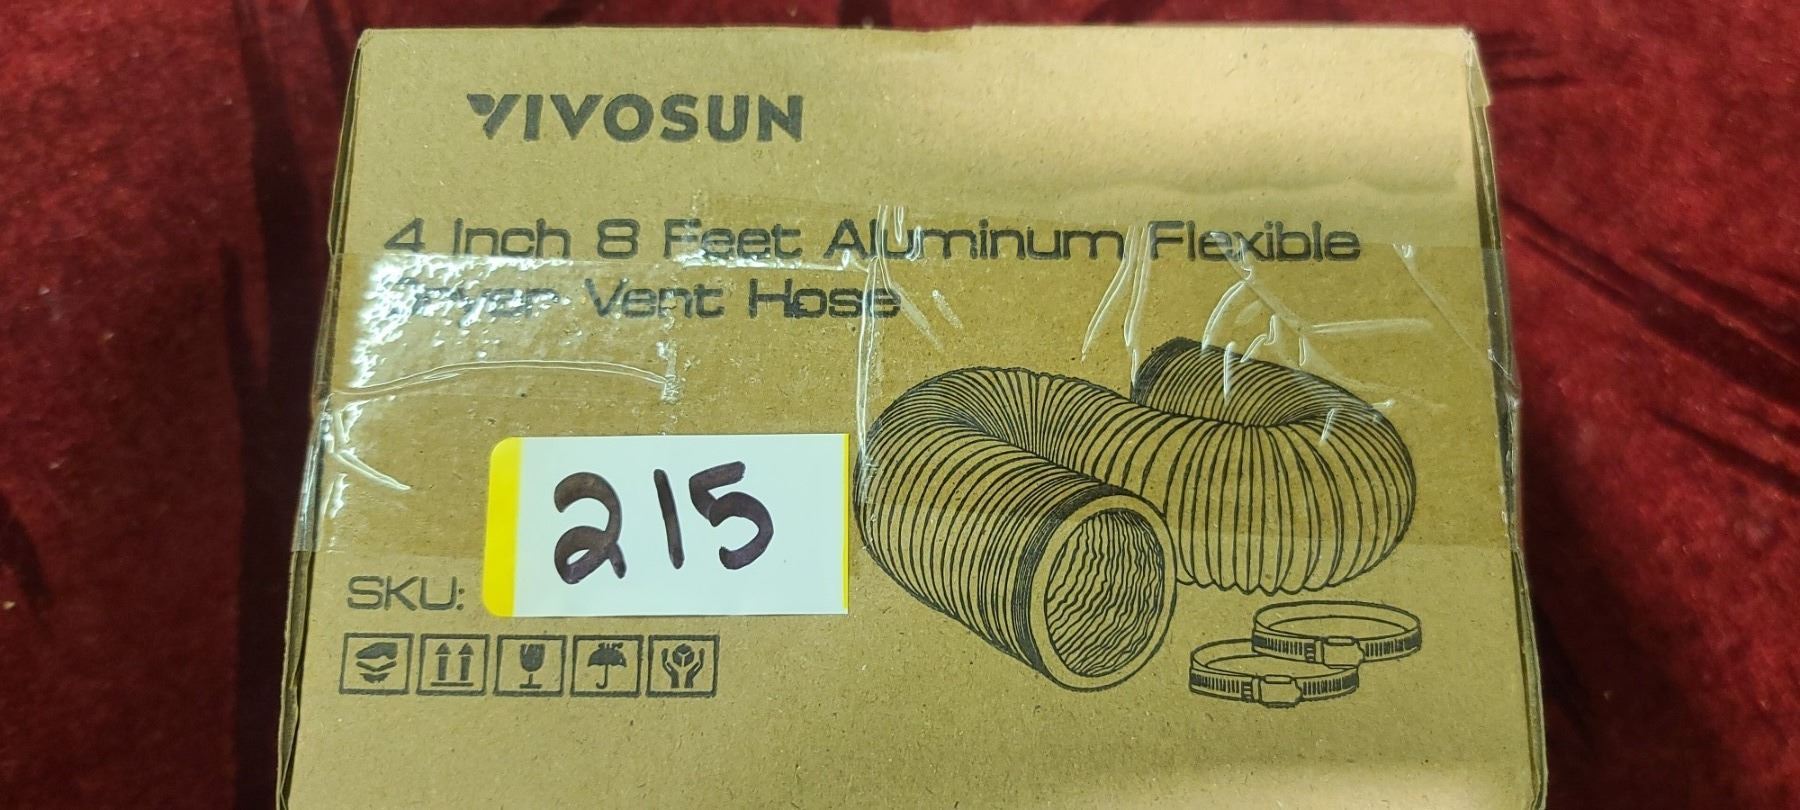 VIVOSUN
4 Inch 8 Feet Aluminum Flexible
Dryer Vent Hose
215
SKU: